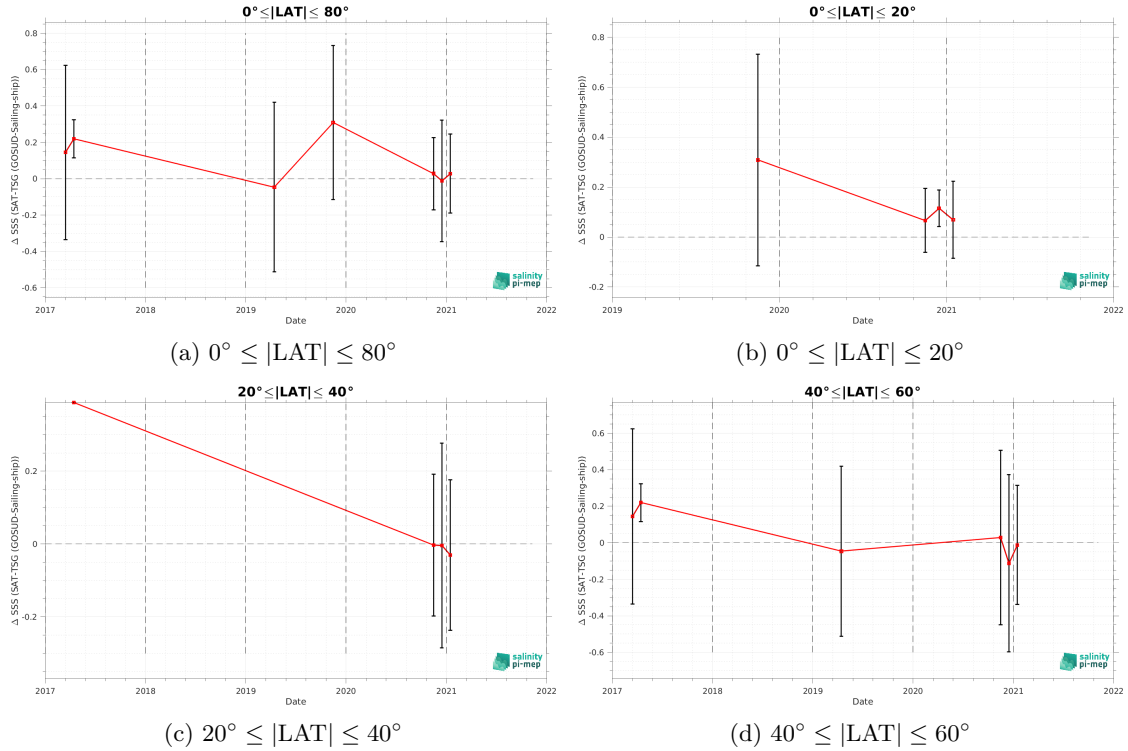 0°≤|LAT|≤ 80°
Δ SSS (SAT-TSG (GOSUD-Sailing-ship))
0.8
0.6
0.4
0.2
0
-0.2
-0.4
-0.6
salinity
pi-mep
2017 2018 2019 2020 2021 2022
Date
(a) 0° ≤ |LAT| ≤ 80°
0°≤|LAT|≤ 20°
Δ SSS (SAT-TSG (GOSUD-Sailing-ship))
0.8
0.6
0.4
0.2
0
-0.2
salinity
pi-mep
2019 2020 2021 2022
Date
(b) 0° ≤ |LAT| ≤ 20°
20°≤|LAT|≤ 40°
Δ SSS (SAT-TSG (GOSUD-Sailing-ship))
0.2
0
-0.2
salinity
pi-mep
2017 2018 2019 2020 2021 2022
Date
(c) 20° ≤ |LAT| ≤ 40°
40°≤|LAT|≤ 60°
Δ SSS (SAT-TSG (GOSUD-Sailing-ship))
0.6
0.4
0.2
0
-0.2
-0.4
-0.6
salinity
pi-mep
2017 2018 2019 2020 2021 2022
Date
(d) 40° ≤ |LAT| ≤ 60°